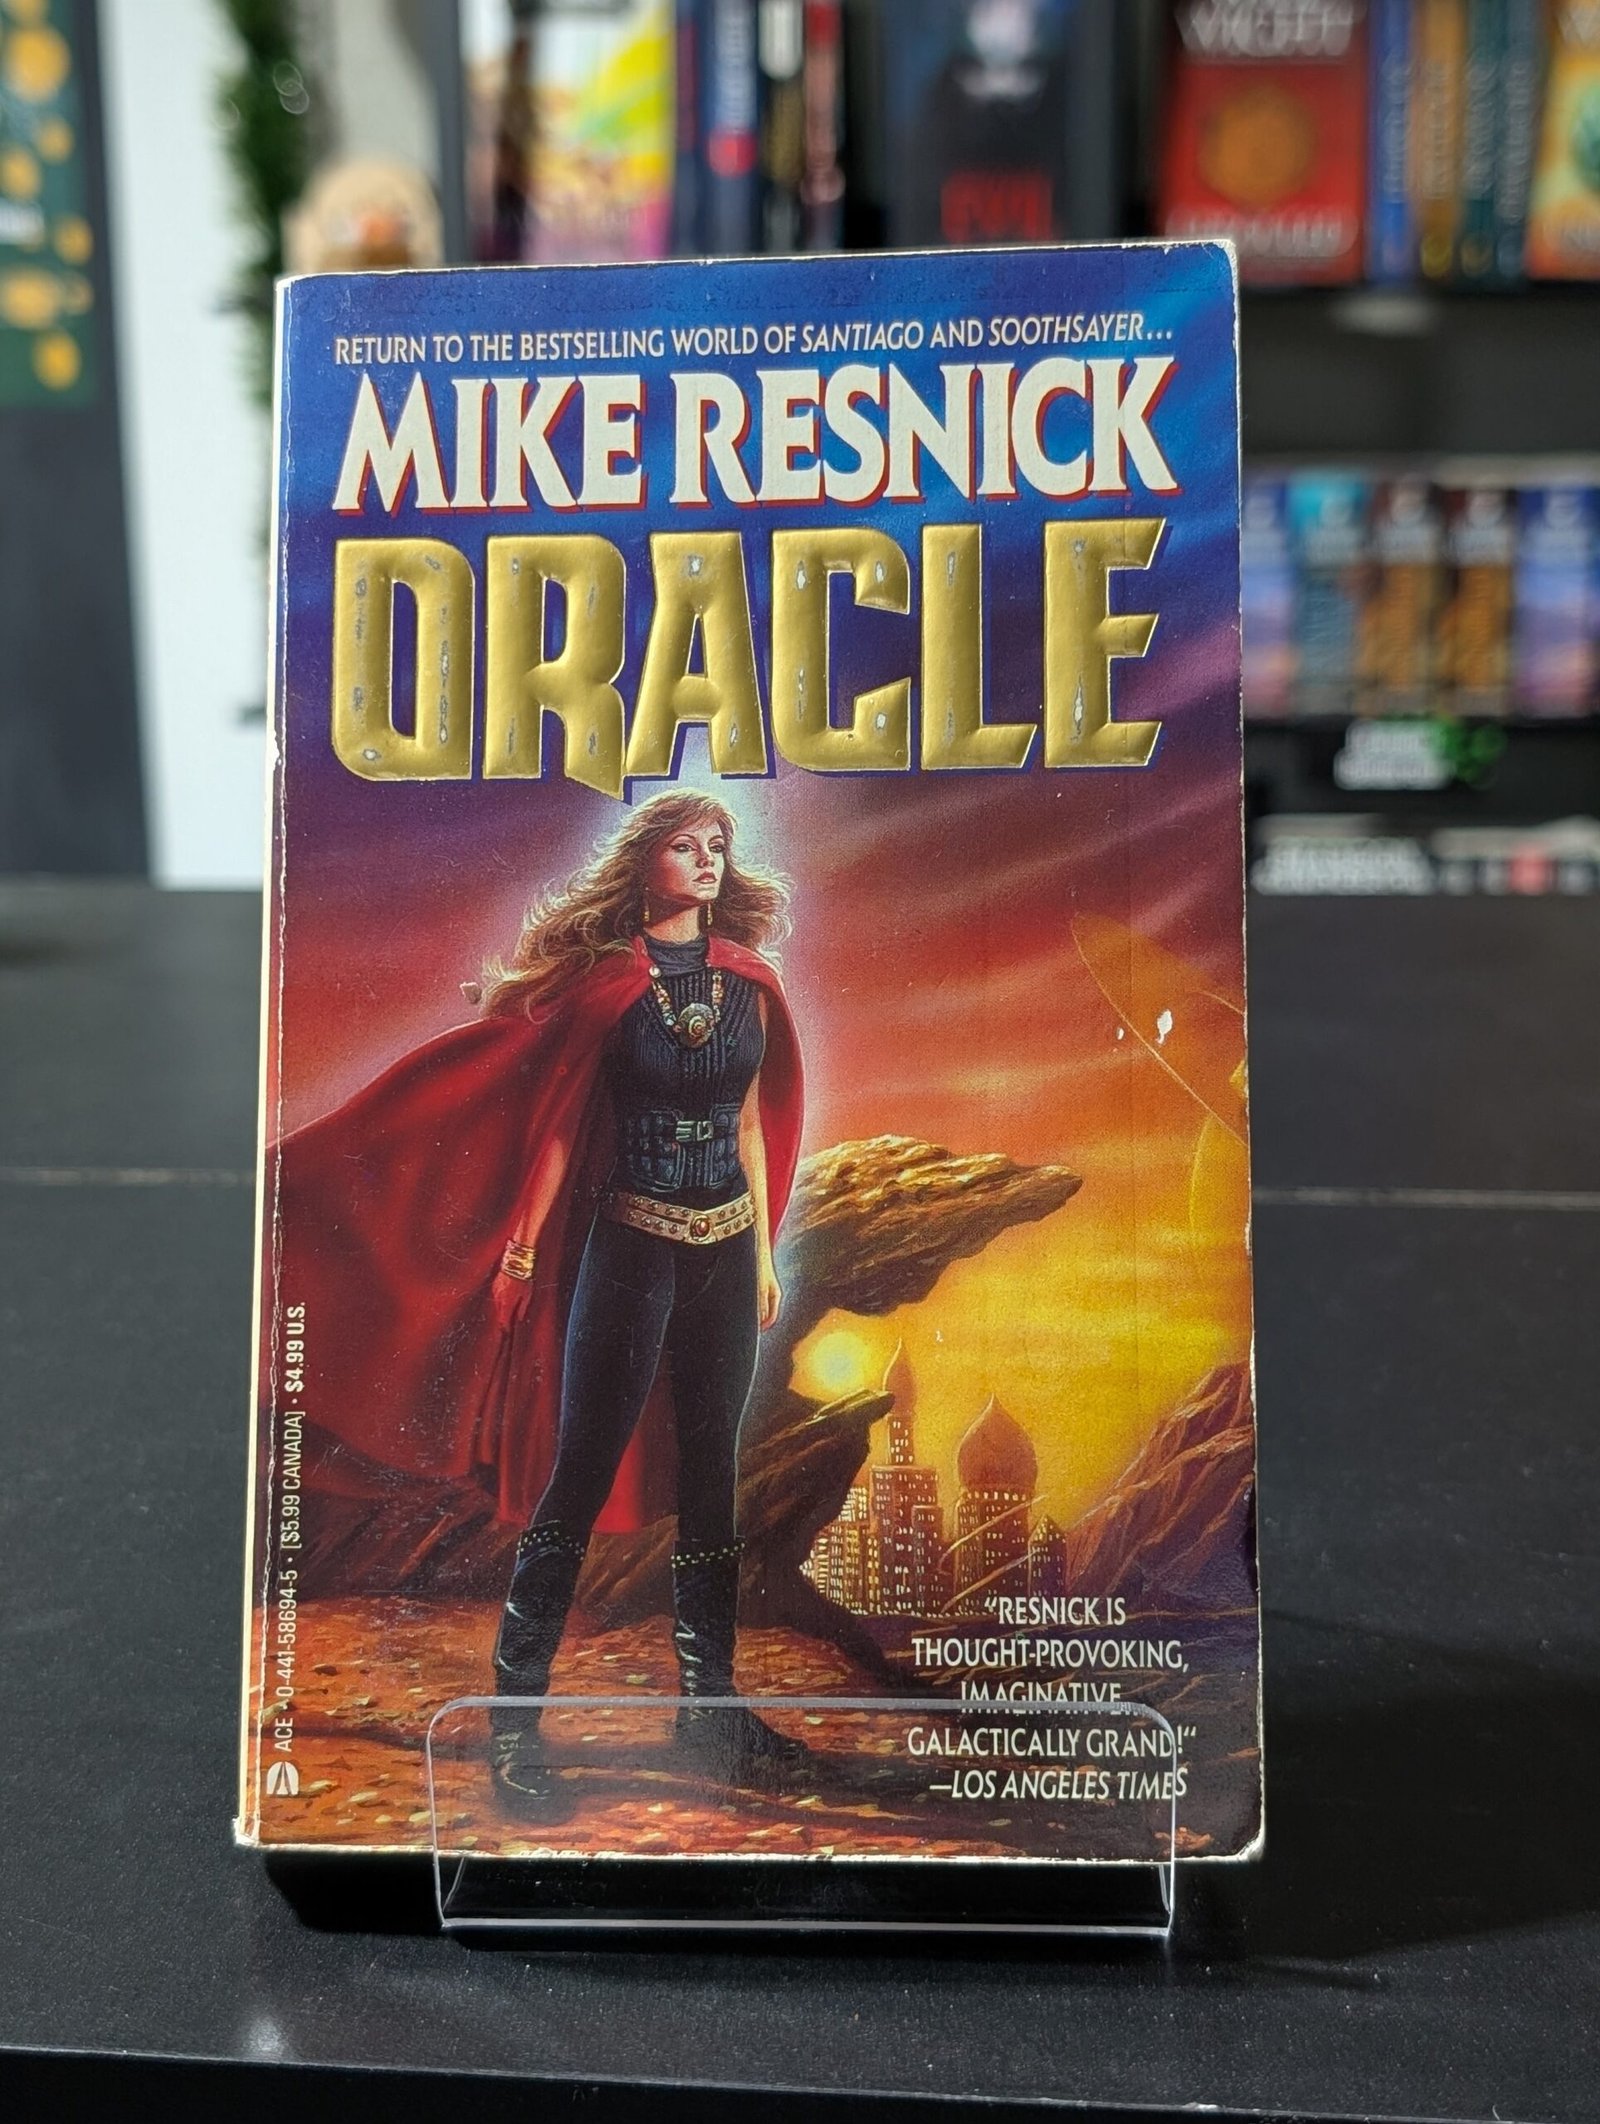 RETURN TO THE BESTSELLING WORLD OF SANTIAGO AND SOOTHSAYER...
MIKE RESNICK
ORACLE
ACE • 0-441-58694-5 • [$5.99 CANADA] • $4.99 U.S.
“RESNICK IS
THOUGHT-PROVOKING,
IMAGINATIVE...
GALACTICALLY GRAND!“
—LOS ANGELES TIMES